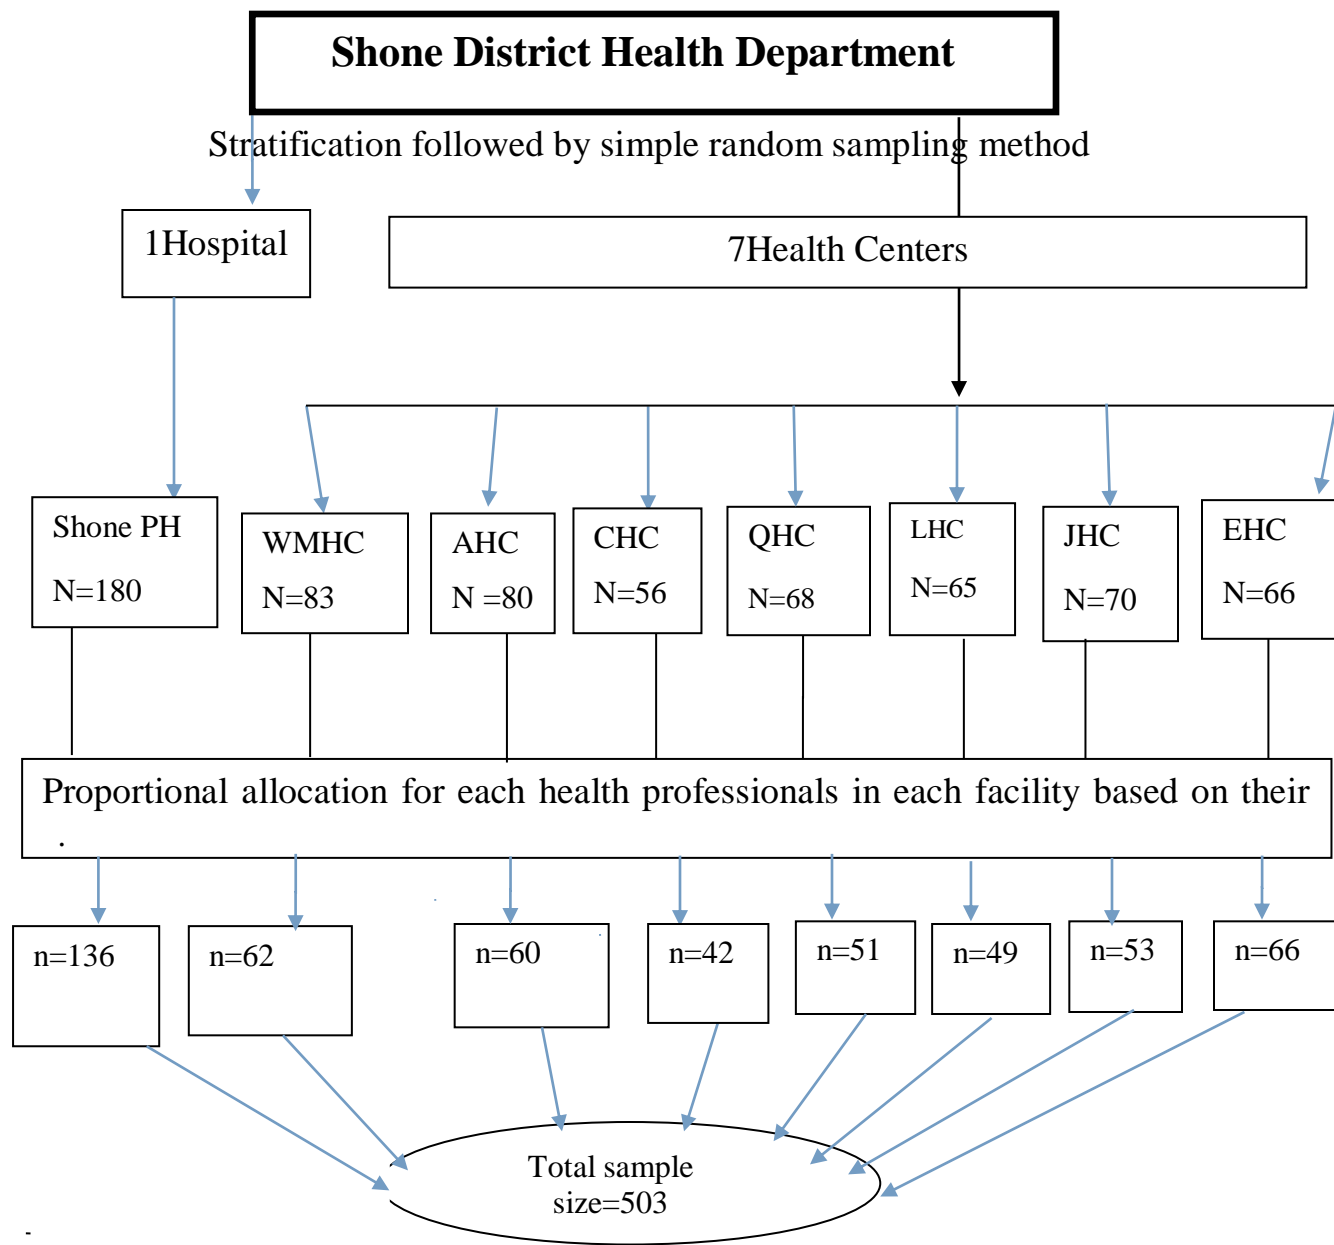 Shone District Health Department
Stratification followed by simple random sampling method
1Hospital
7Health Centers
Shone PH
N=180
WMHC
N=83
AHC
N =80
CHC
N=56
QHC
N=68
LHC
N=65
JHC
N=70
EHC
N=66
Proportional allocation for each health professionals in each facility based on their
.
n=136
n=62
n=60
n=42
n=51
n=49
n=53
n=66
Total sample
size=503